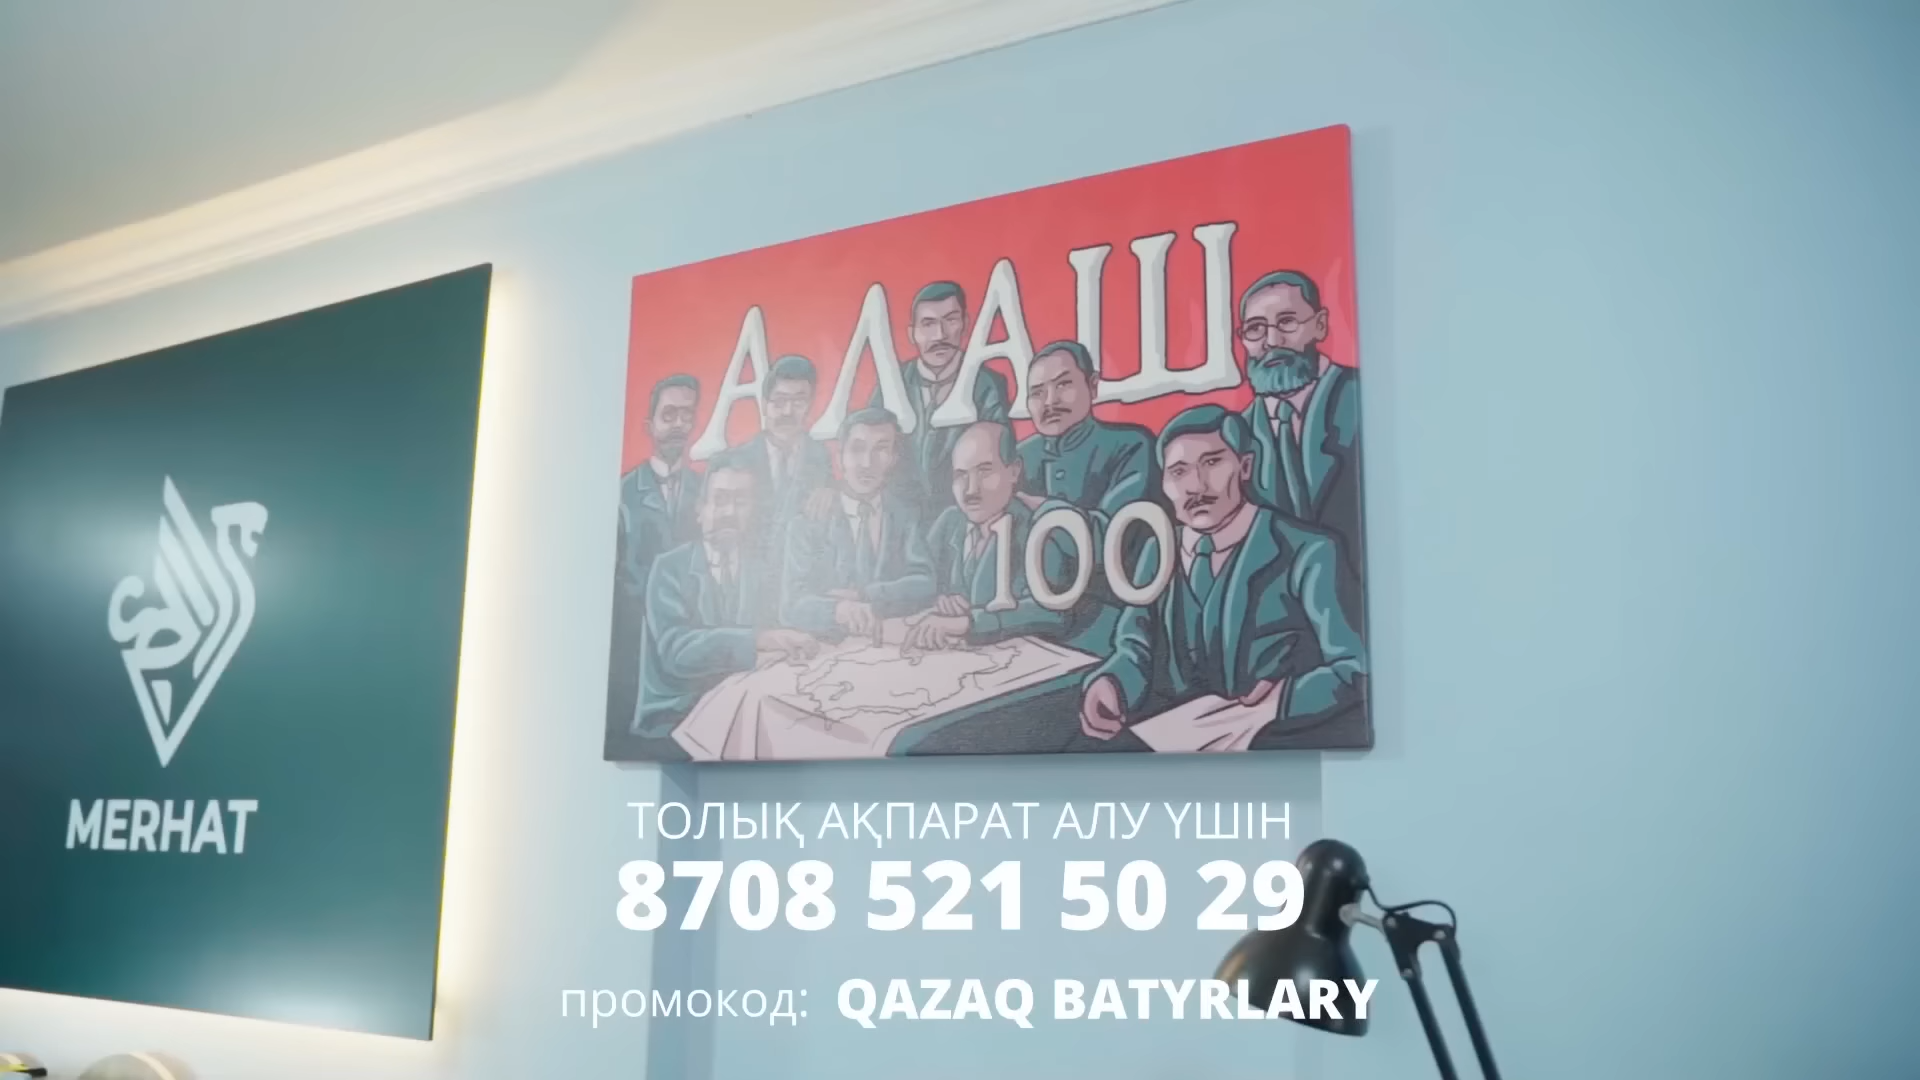 АЛАШ
100
MERHAT
ТОЛЫҚ АҚПАРАТ АЛУ ҮШІН
8708 521 50 29
промокод: QAZAQ BATYRLARY